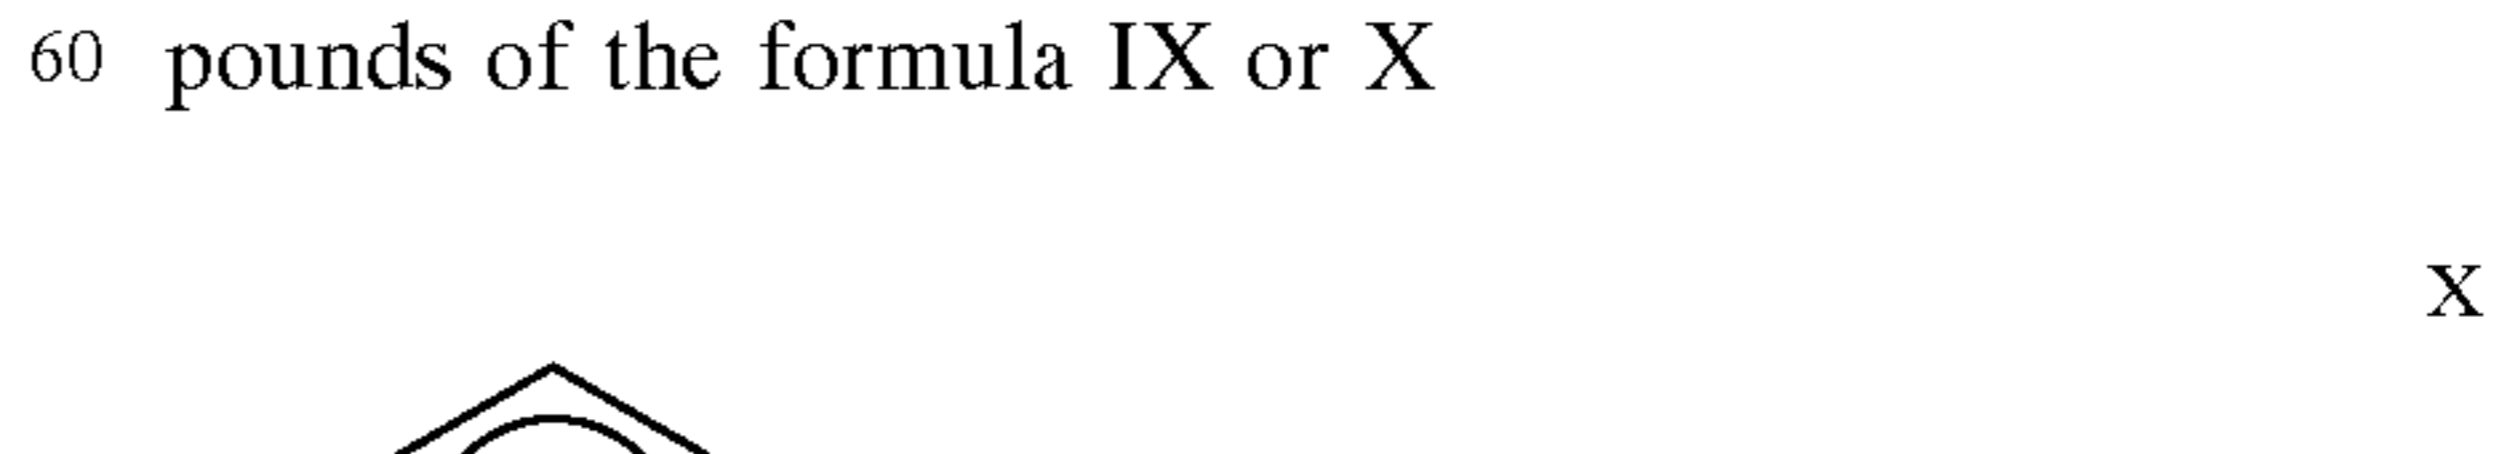 60 pounds of the formula IX or X
X